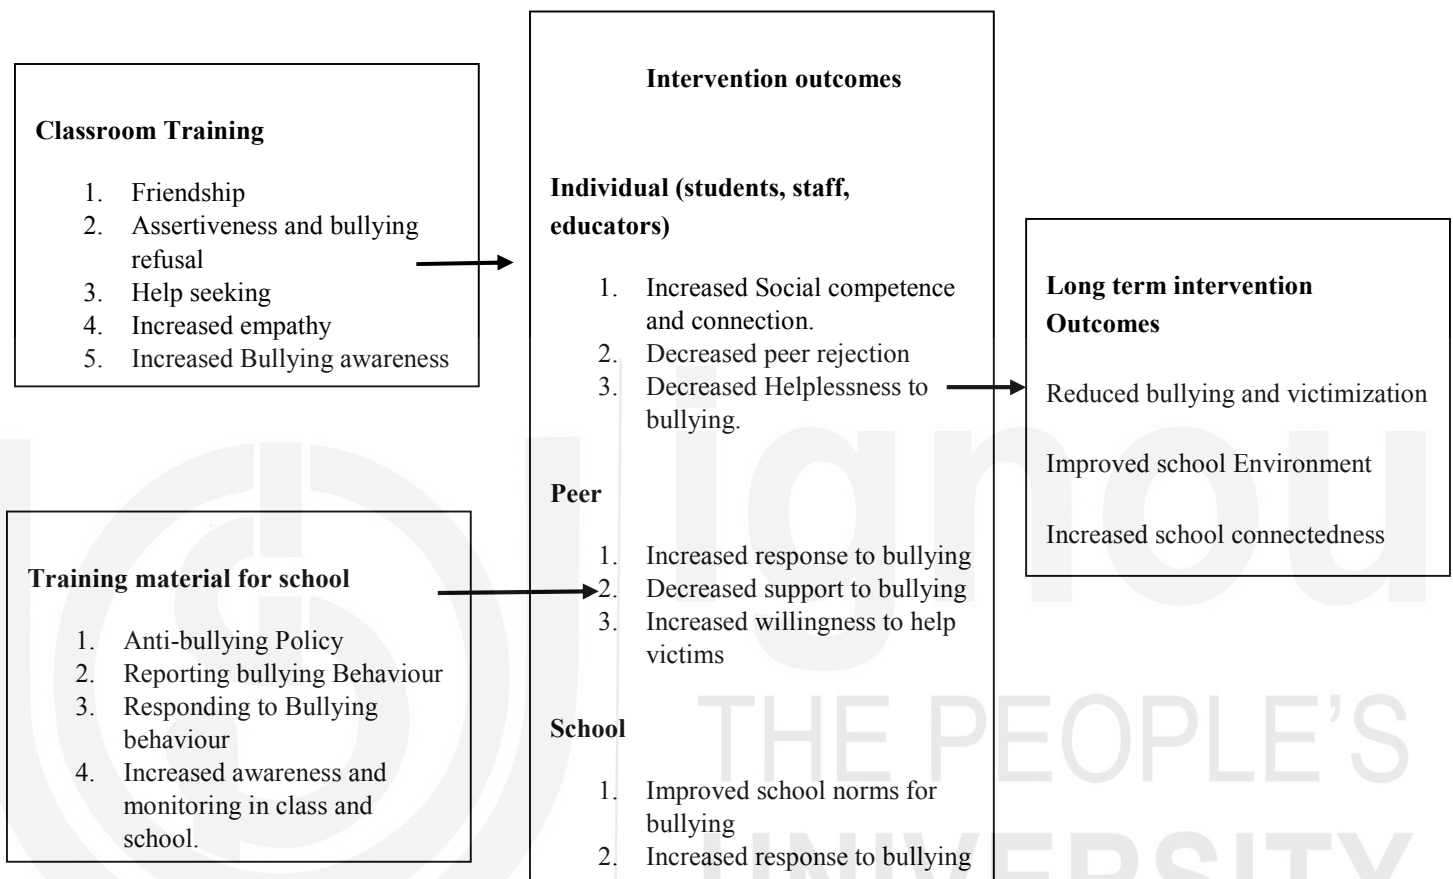 Classroom Training
1. Friendship
2. Assertiveness and bullying
refusal
3. Help seeking
4. Increased empathy
5. Increased Bullying awareness
Training material for school
1. Anti-bullying Policy
2. Reporting bullying Behaviour
3. Responding to Bullying
behaviour
4. Increased awareness and
monitoring in class and
school.
Intervention outcomes
Individual (students, staff,
educators)
1. Increased Social competence
and connection.
2. Decreased peer rejection
3. Decreased Helplessness to
bullying.
Peer
1. Increased response to bullying
2. Decreased support to bullying
3. Increased willingness to help
victims
School
1. Improved school norms for
bullying
2. Increased response to bullying
Long term intervention
Outcomes
Reduced bullying and victimization
Improved school Environment
Increased school connectedness
ignou
THE PEOPLE'S
UNIVERSITY